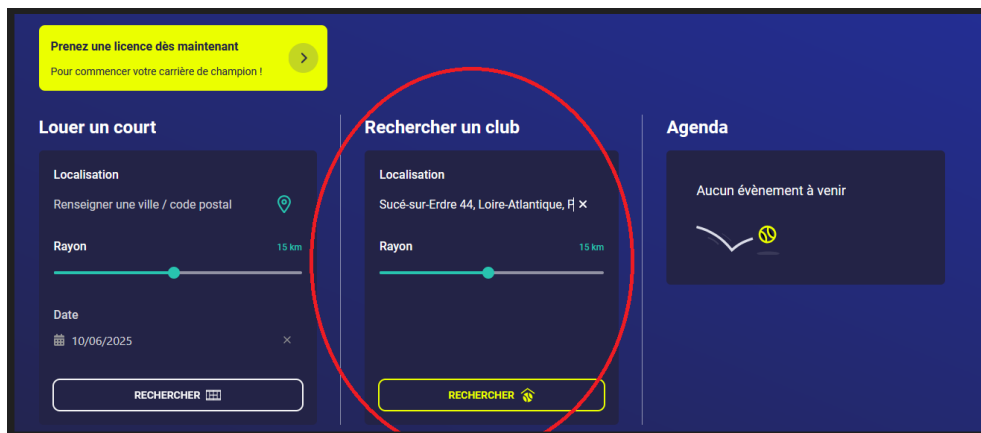 Prenez une licence dès maintenant
Pour commencer votre carrière de champion !
Louer un court
Localisation
Renseigner une ville / code postal
Rayon
15 km
Date
10/06/2025
RECHERCHER
Rechercher un club
Localisation
Sucé-sur-Erdre 44, Loire-Atlantique, F
Rayon
15 km
RECHERCHER
Agenda
Aucun évènement à venir